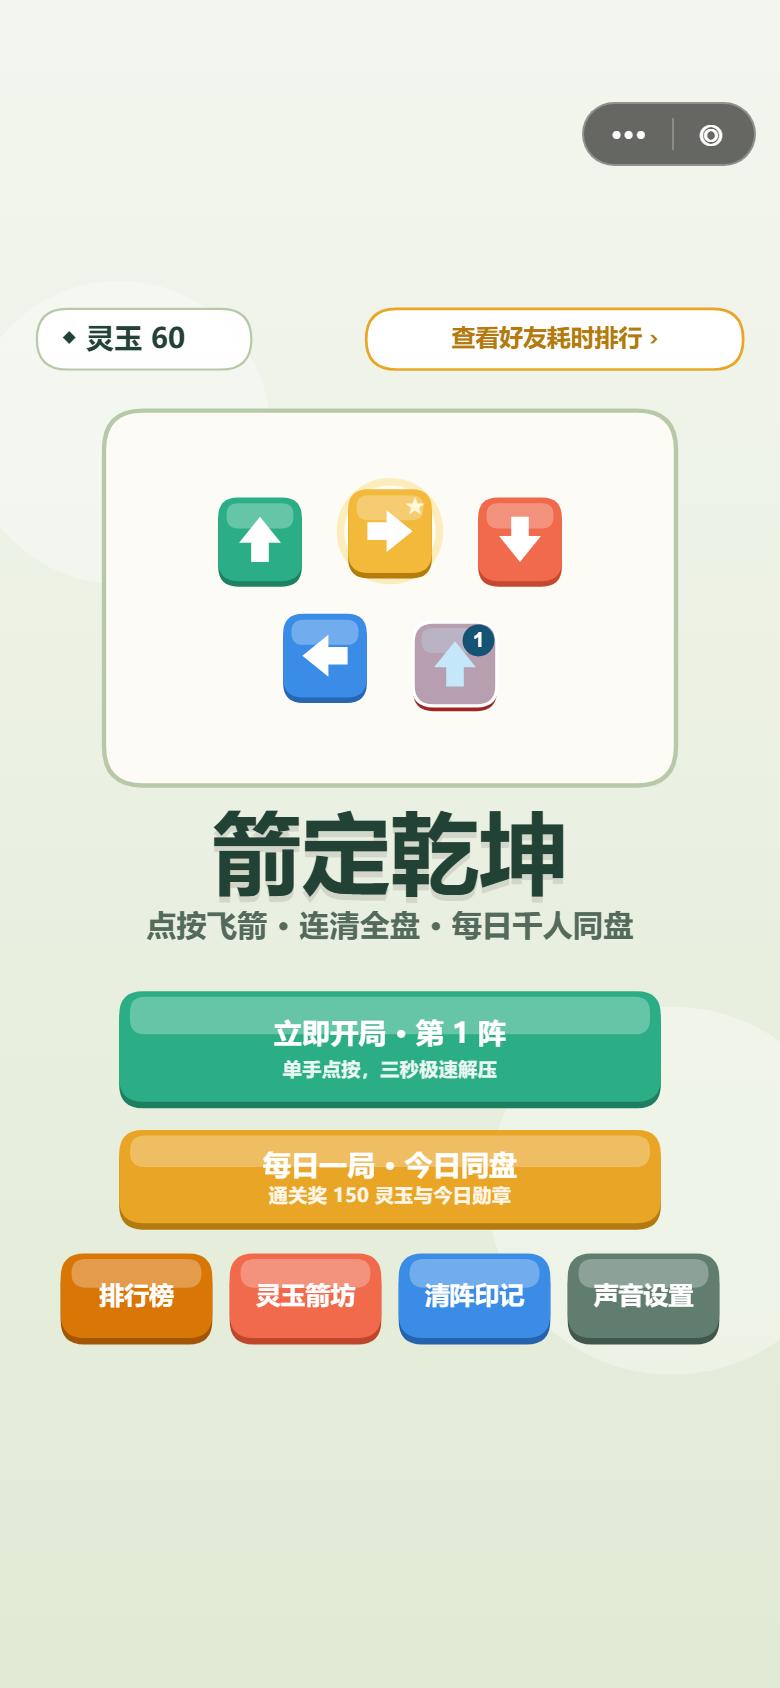 灵玉 60
查看好友耗时排行 ›
1
箭定乾坤
点按飞箭·连清全盘·每日千人同盘
立即开局·第 1 阵
单手点按，三秒极速解压
每日一局·今日同盘
通关奖 150 灵玉与今日勋章
排行榜
灵玉箭坊
清阵印记
声音设置